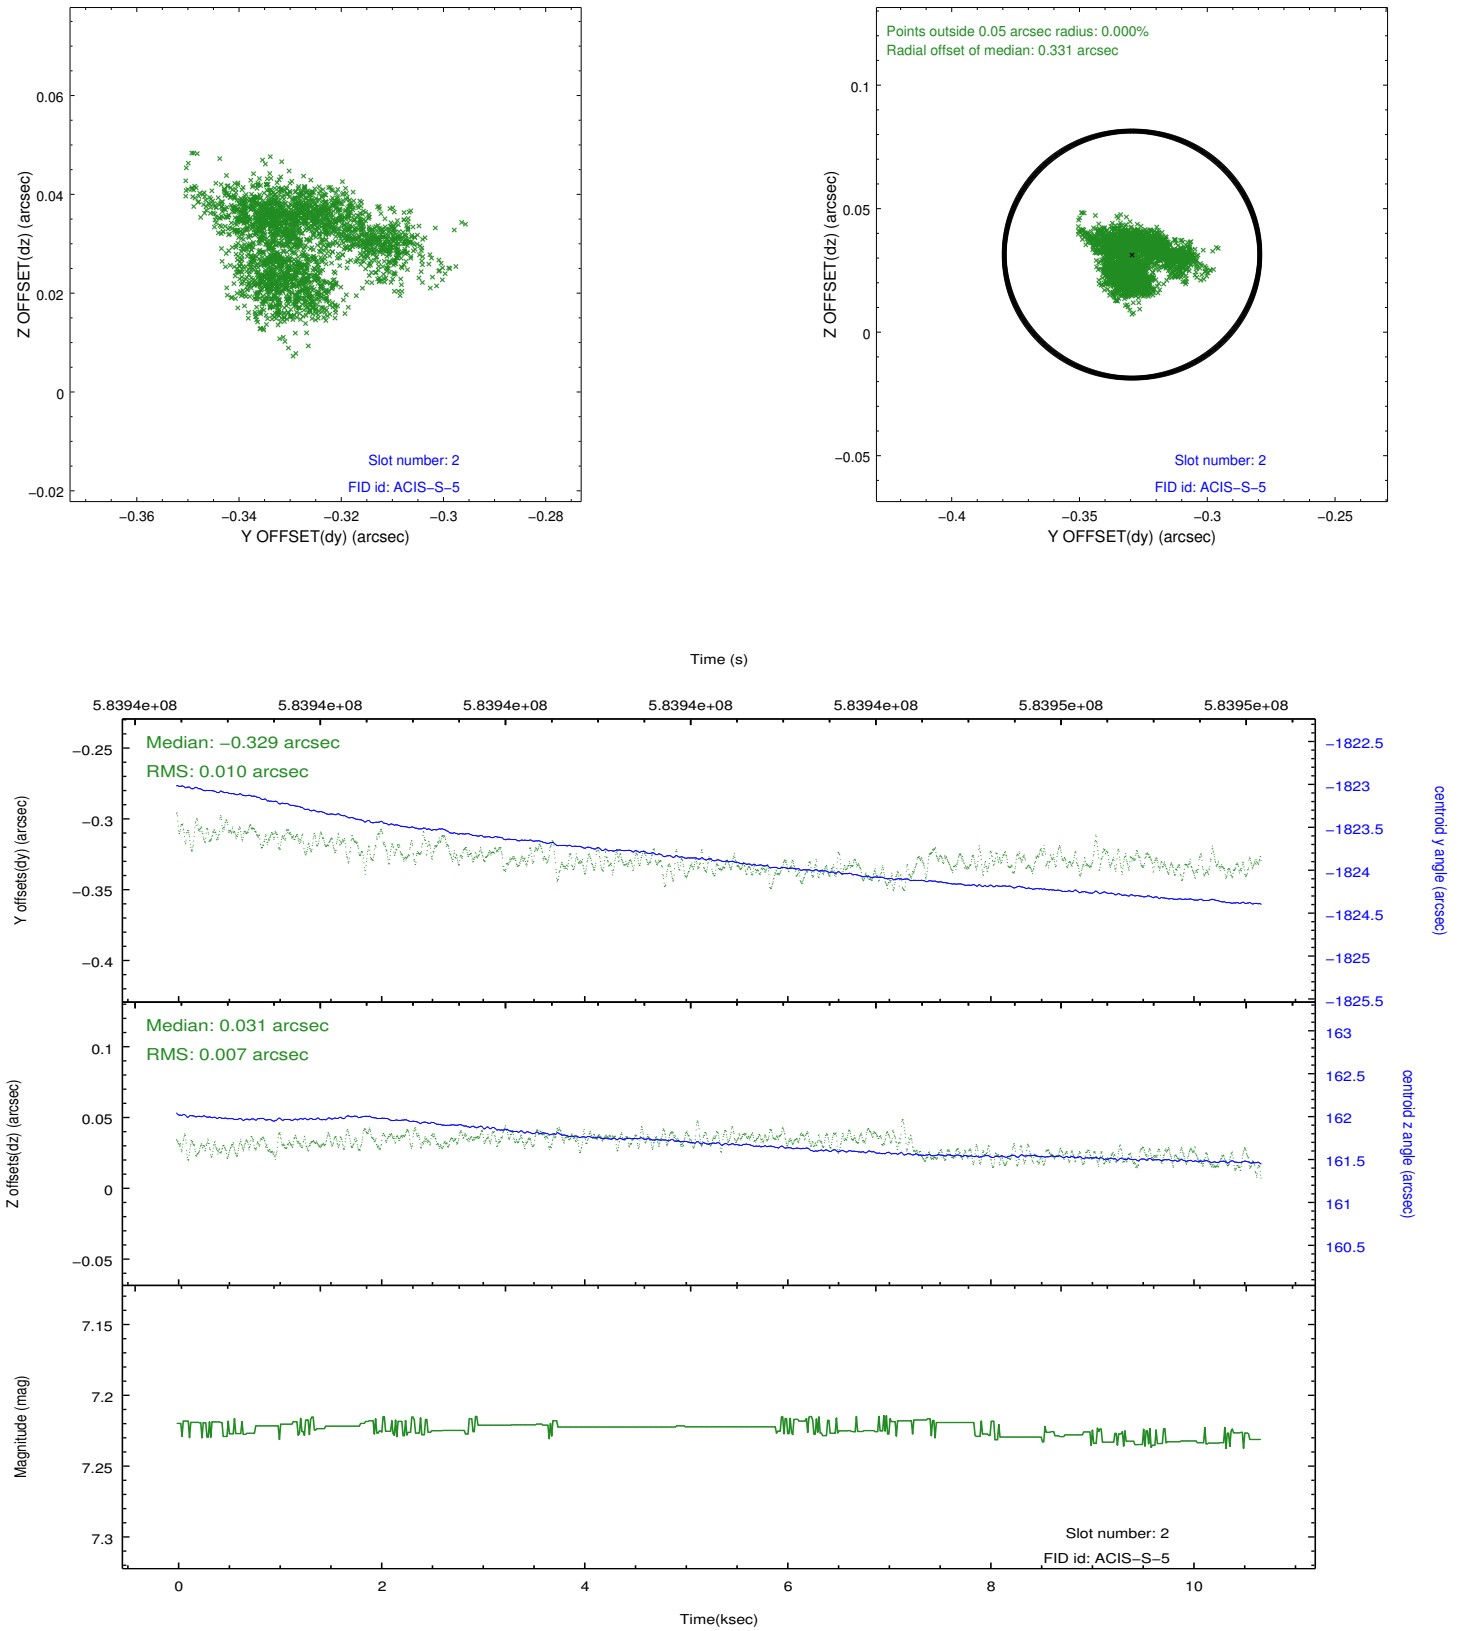 0.06
0.04
0.02
0
−0.02
Z OFFSET(dz) (arcsec)
−0.36
−0.34
−0.32
−0.3
−0.28
Y OFFSET(dy) (arcsec)
Slot number: 2
FID id: ACIS−S−5
Points outside 0.05 arcsec radius: 0.000%
Radial offset of median: 0.331 arcsec
0.1
0.05
0
−0.05
Z OFFSET(dz) (arcsec)
−0.4
−0.35
−0.3
−0.25
Y OFFSET(dy) (arcsec)
Slot number: 2
FID id: ACIS−S−5
Time (s)
5.8394e+08
5.8394e+08
5.8394e+08
5.8394e+08
5.8394e+08
5.8395e+08
5.8395e+08
Median: −0.329 arcsec
RMS: 0.010 arcsec
−0.25
−0.3
−0.35
−0.4
Y offsets(dy) (arcsec)
−1822.5
−1823
−1823.5
−1824
−1824.5
−1825
−1825.5
centroid y angle (arcsec)
Median: 0.031 arcsec
RMS: 0.007 arcsec
0.1
0.05
0
−0.05
Z offsets(dz) (arcsec)
163
162.5
162
161.5
161
160.5
centroid z angle (arcsec)
7.15
7.2
7.25
7.3
Magnitude (mag)
Slot number: 2
FID id: ACIS−S−5
0
2
4
6
8
10
Time(ksec)